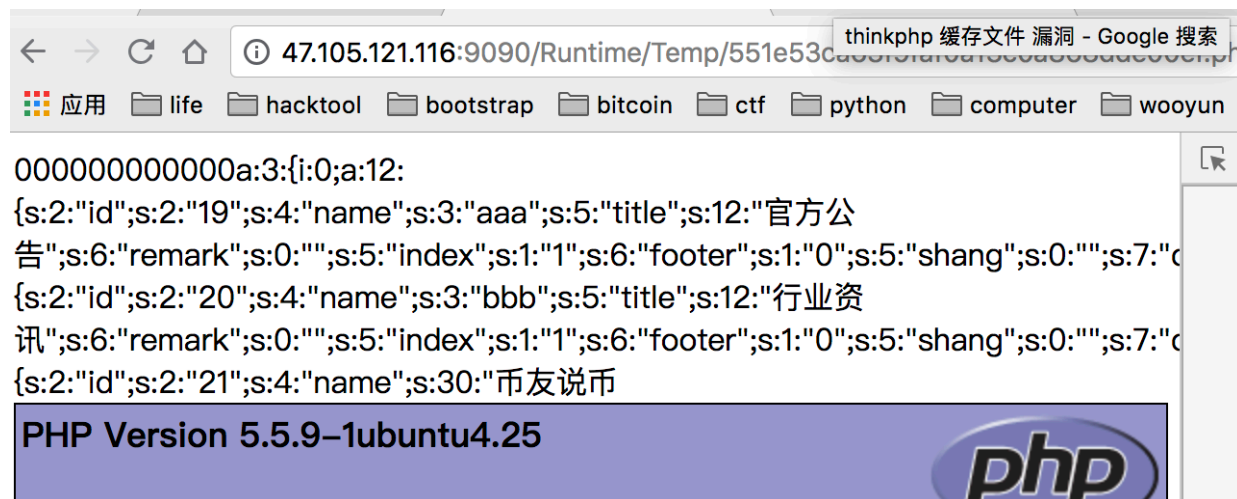 thinkphp 缓存文件 漏洞 - Google 搜索
47.105.121.116:9090/Runtime/Temp/551e53ca
应用 life hacktool bootstrap bitcoin ctf python computer wooyun
000000000000a:3:{i:0;a:12:
{s:2:"id";s:2:"19";s:4:"name";s:3:"aaa";s:5:"title";s:12:"官方公
告";s:6:"remark";s:0:"";s:5:"index";s:1:"1";s:6:"footer";s:1:"0";s:5:"shang";s:0:"";s:7:"
{s:2:"id";s:2:"20";s:4:"name";s:3:"bbb";s:5:"title";s:12:"行业资
讯";s:6:"remark";s:0:"";s:5:"index";s:1:"1";s:6:"footer";s:1:"0";s:5:"shang";s:0:"";s:7:"
{s:2:"id";s:2:"21";s:4:"name";s:30:"币友说币
PHP Version 5.5.9-1ubuntu4.25
php